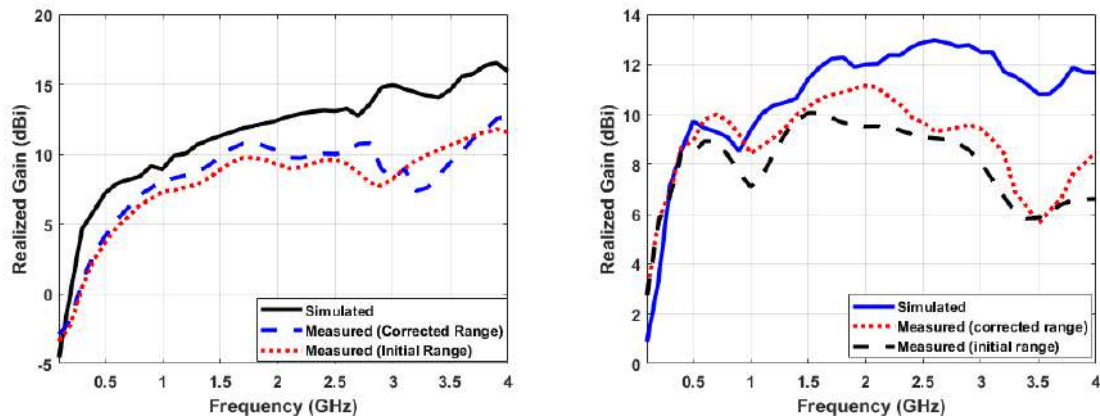 20
15
10
5
0
-5
Realized Gain (dBi)
Simulated
Measured (Corrected Range)
Measured (Initial Range)
0.5 1 1.5 2 2.5 3 3.5 4
Frequency (GHz)
14
12
10
8
6
4
2
0
Realized Gain (dBi)
Simulated
Measured (corrected range)
Measured (initial range)
0.5 1 1.5 2 2.5 3 3.5 4
Frequency (GHz)